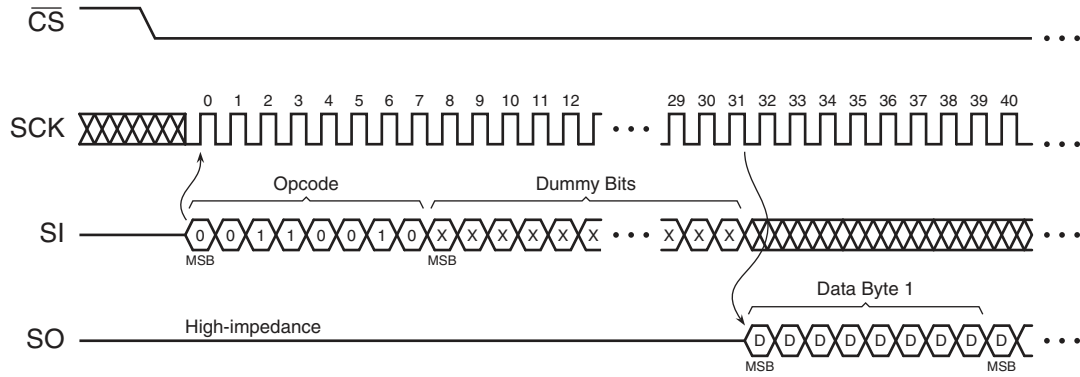 CS
SCK
0 1 2 3 4 5 6 7 8 9 10 11 12 29 30 31 32 33 34 35 36 37 38 39 40
Opcode Dummy Bits
SI
0 0 1 1 0 0 1 0 X X X X X X X X X
MSB MSB
Data Byte 1
High-impedance
SO
D D D D D D D D D
MSB MSB